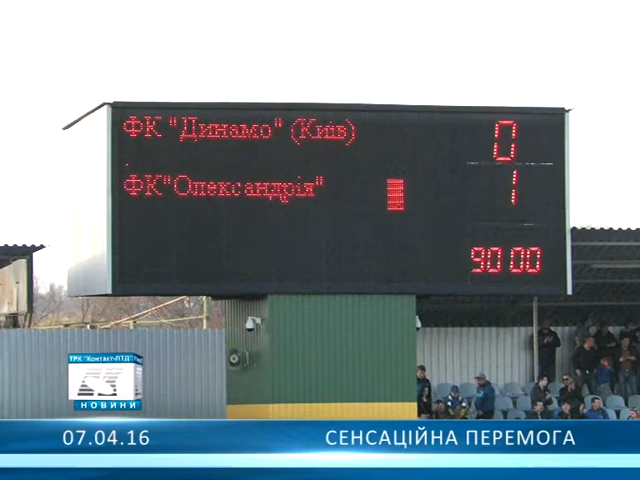 ФК "Динамо" (Київ) 0
ФК"Олександрія" 1
90 00
ТРК "Контакт-ЛТД"
НОВИНИ
07.04.16 СЕНСАЦІЙНА ПЕРЕМОГА